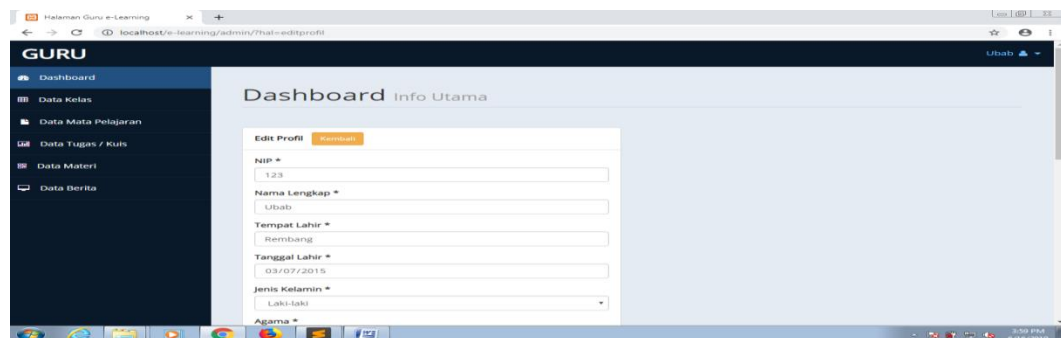 Halaman Guru e-Learning
localhost/e-learning/admin/?hal=editprofil
GURU
Ubab
Dashboard
Data Kelas
Data Mata Pelajaran
Data Tugas / Kuis
Data Materi
Data Berita
Dashboard Info Utama
Edit Profil Kembali
NIP *
123
Nama Lengkap *
Ubab
Tempat Lahir *
Rembang
Tanggal Lahir *
03/07/2015
Jenis Kelamin *
Laki-laki
Agama *
3:50 PM